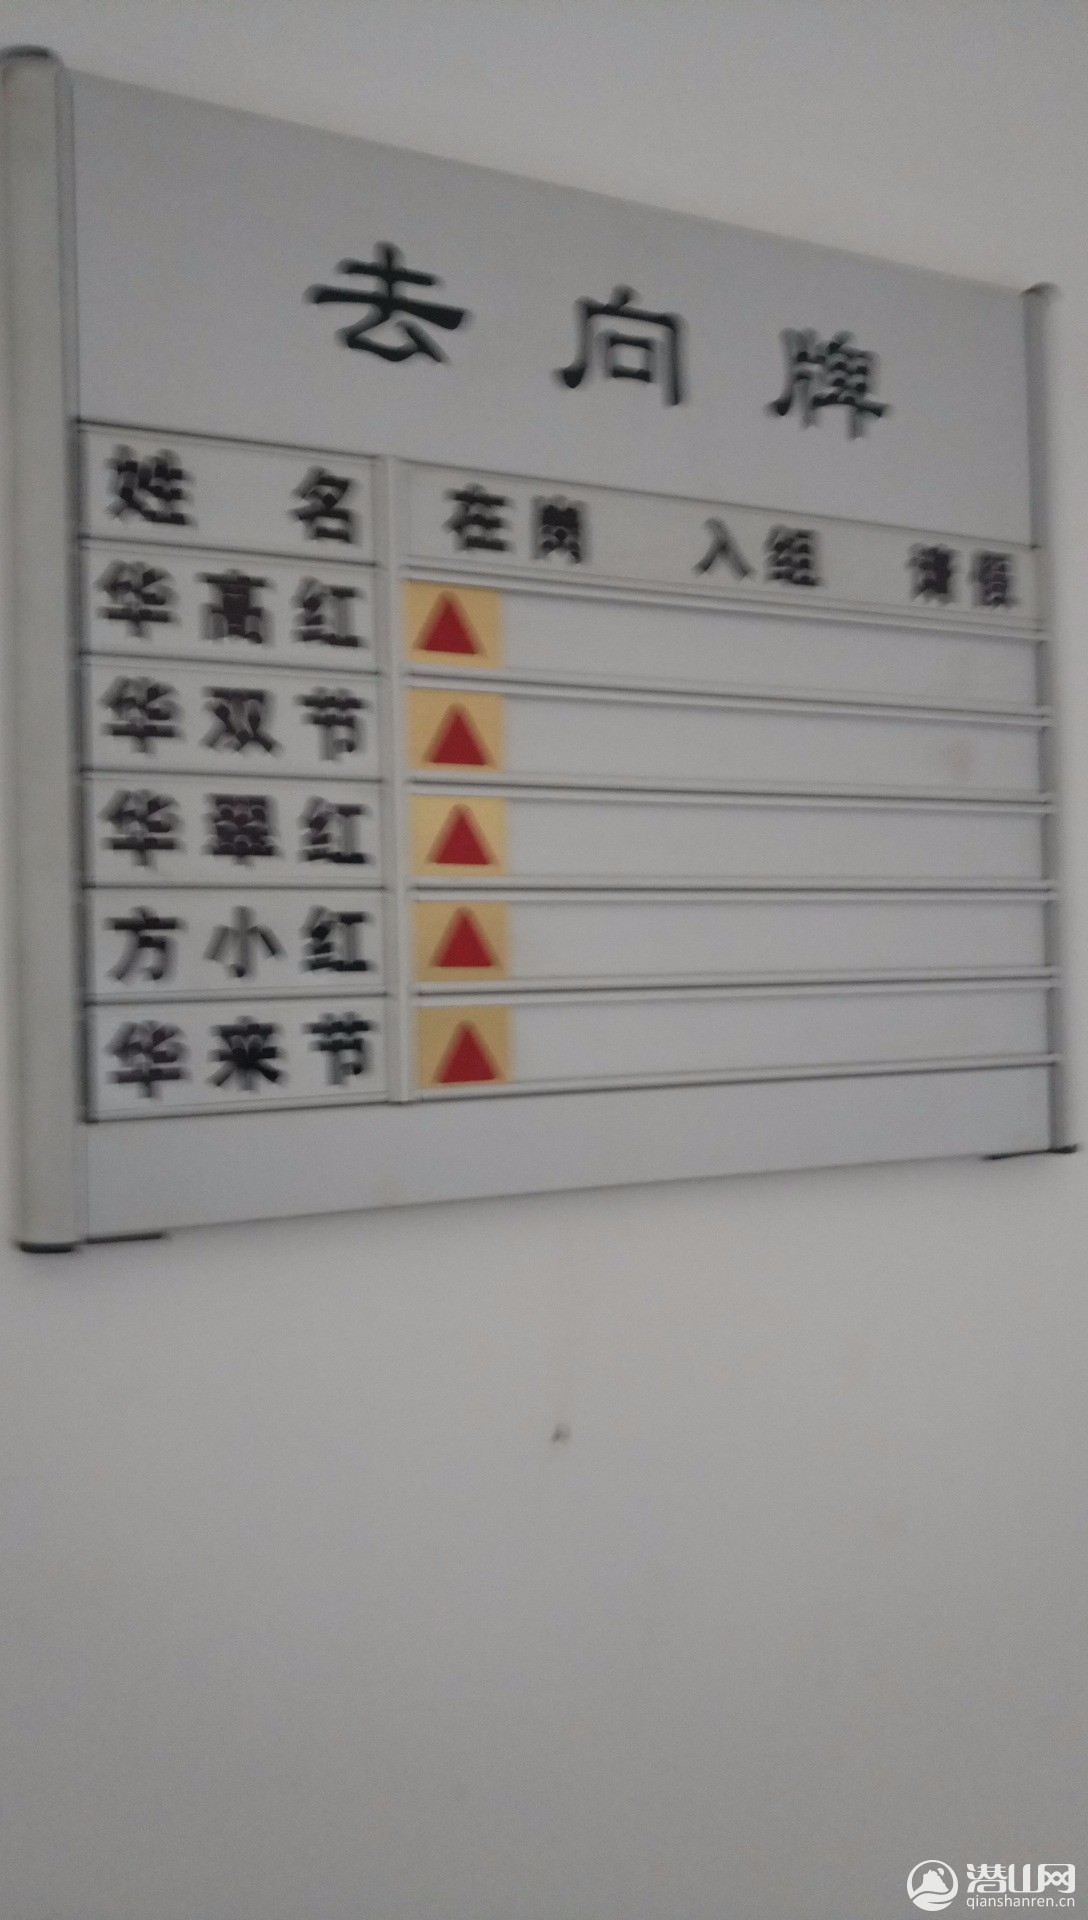 去向牌
姓名 在岗 入组 请假
华高红
华双节
华翠红
方小红
华来节
潜山网
qianshanren.cn